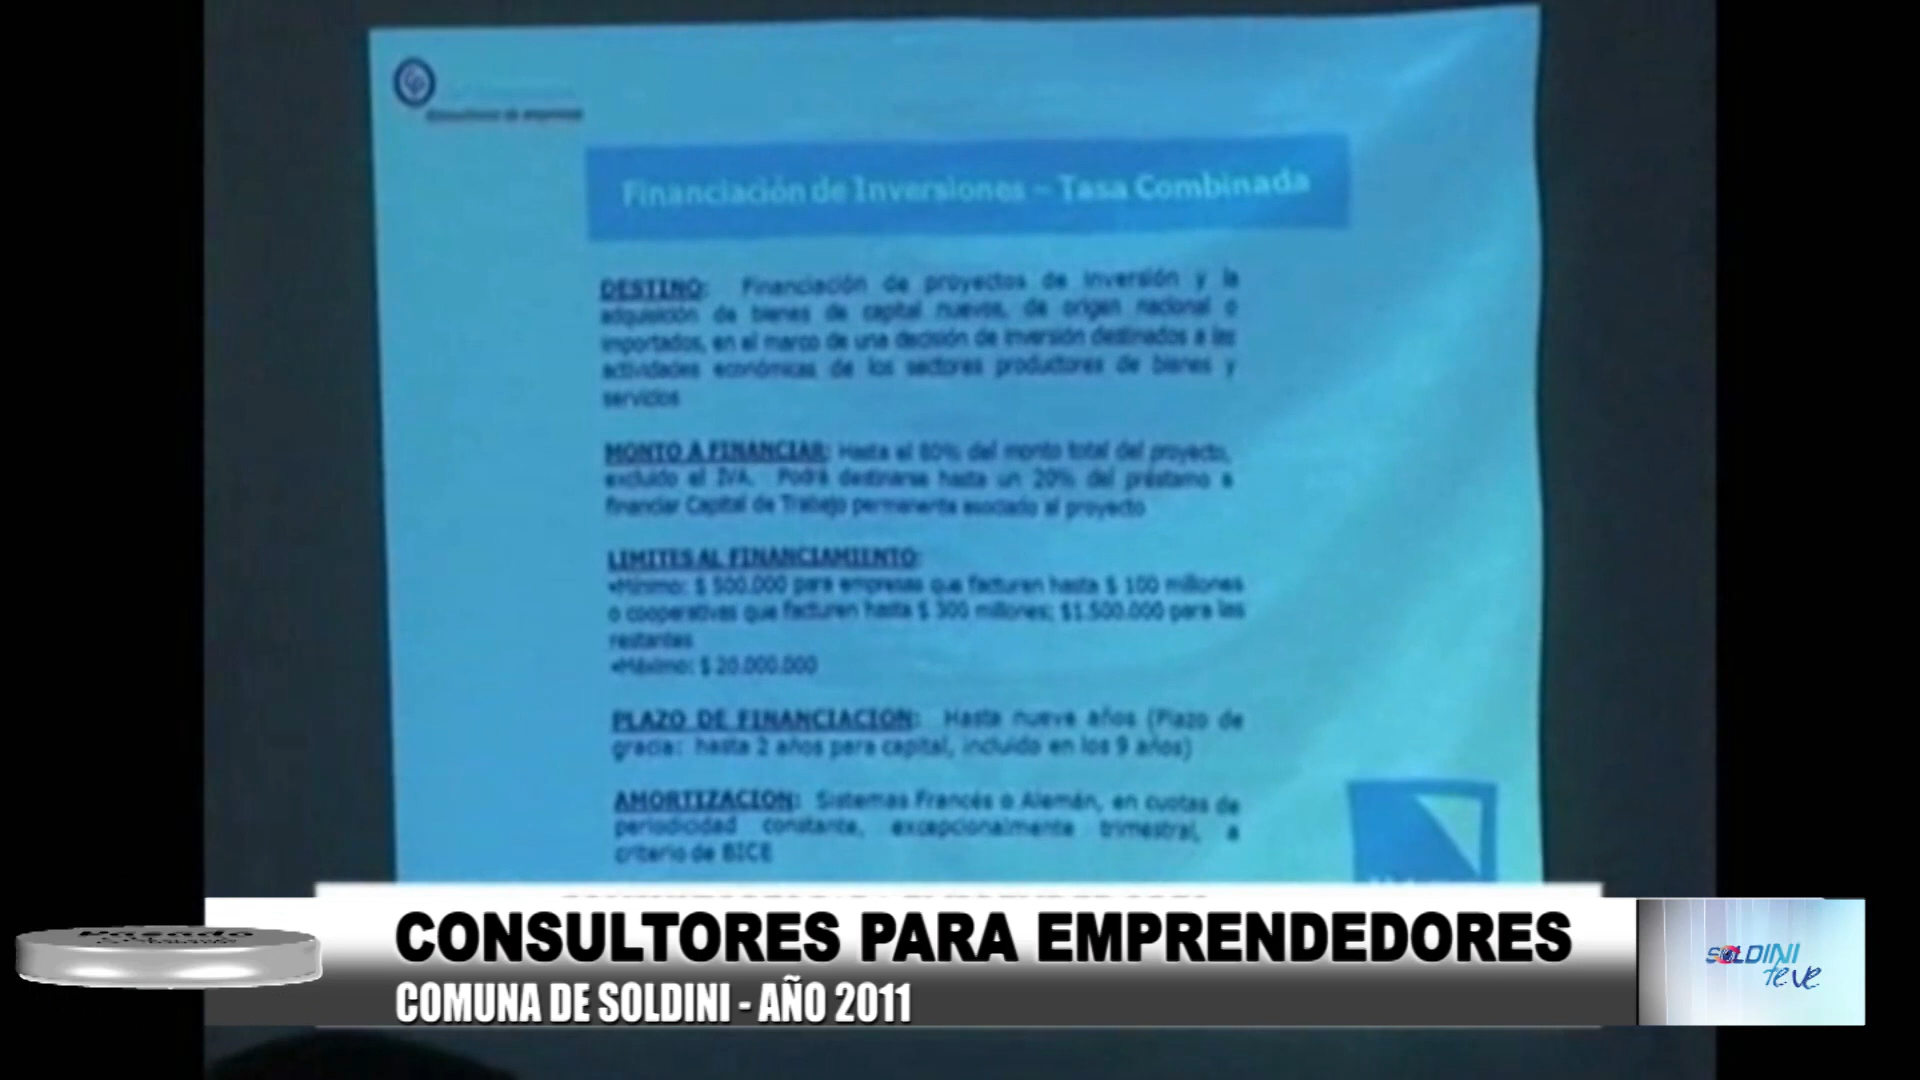 Consultores de empresas
Financiación de Inversiones – Tasa Combinada
DESTINO: Financiación de proyectos de inversión y la
adquisición de bienes de capital nuevos, de origen nacional o
importados, en el marco de una decisión de inversión destinados a las
actividades económicas de los sectores productores de bienes y
servicios
MONTO A FINANCIAR: Hasta el 80% del monto total del proyecto,
excluido el IVA. Podrá destinarse hasta un 20% del préstamo a
financiar Capital de Trabajo permanente asociado al proyecto
LIMITES AL FINANCIAMIENTO:
•Mínimo: $ 500.000 para empresas que facturen hasta $ 100 millones
o cooperativas que facturen hasta $ 300 millones; $1.500.000 para las
restantes
•Máximo: $ 20.000.000
PLAZO DE FINANCIACION: Hasta nueve años (Plazo de
gracia: hasta 2 años para capital, incluido en los 9 años)
AMORTIZACION: Sistemas Francés o Alemán, en cuotas de
periodicidad constante, excepcionalmente trimestral, a
criterio de BICE
Pasado
CONSULTORES PARA EMPRENDEDORES
COMUNA DE SOLDINI - AÑO 2011
SOLDINI
te ve